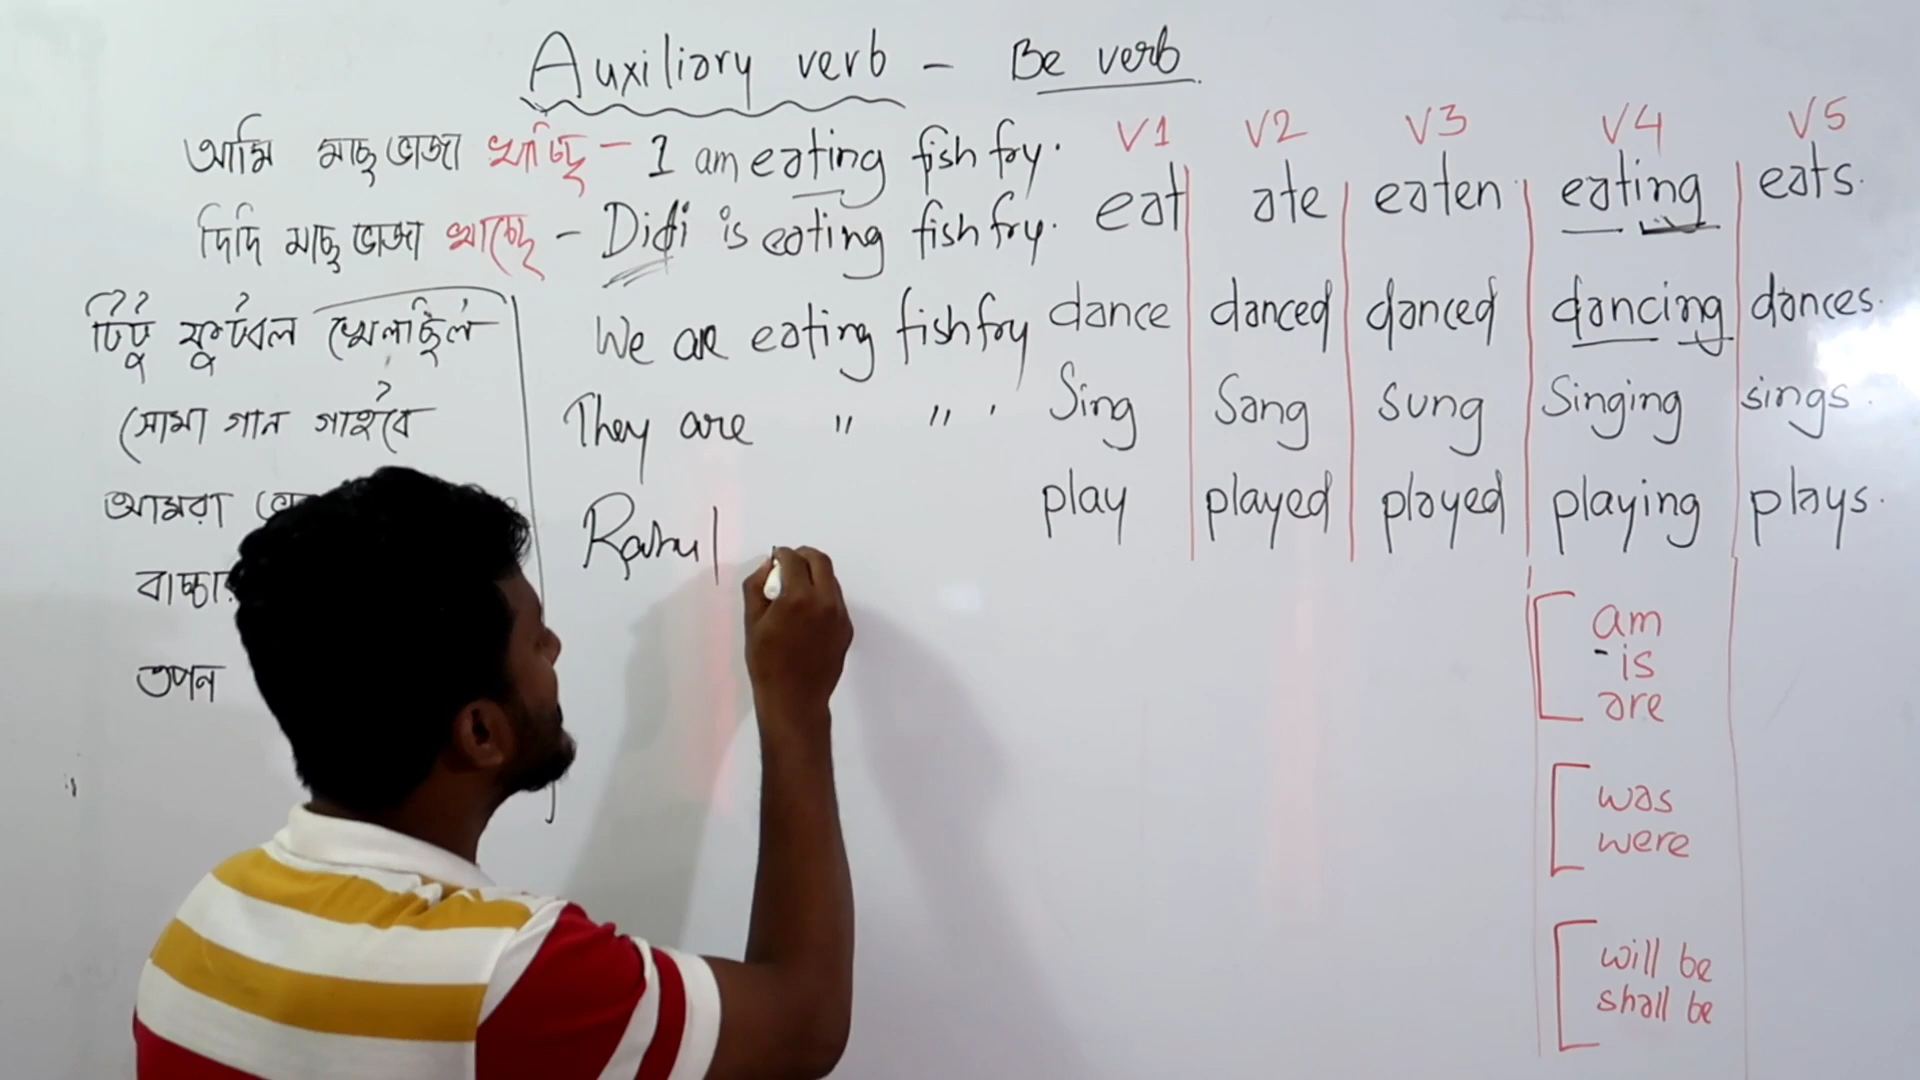 Auxiliary verb - Be verb
আমি মাছ ভাজা খাচ্ছি - I am eating fish fry.
দিদি মাছ ভাজা খাচ্ছে - Didi is eating fish fry.
টিটু ফুটবল খেলছিল
সোমা গান গাইবে
আমরা
তপন
We are eating fish fry
They are " " '
Rahul
V1 V2 V3 V4 V5
eat ate eaten eating eats.
dance danced danced dancing dances.
Sing Sang sung Singing sings.
play played played playing plays.
am
-is
are
was
were
will be
shall be